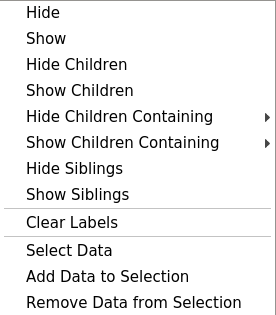 Hide
Show
Hide Children
Show Children
Hide Children Containing
Show Children Containing
Hide Siblings
Show Siblings
Clear Labels
Select Data
Add Data to Selection
Remove Data from Selection